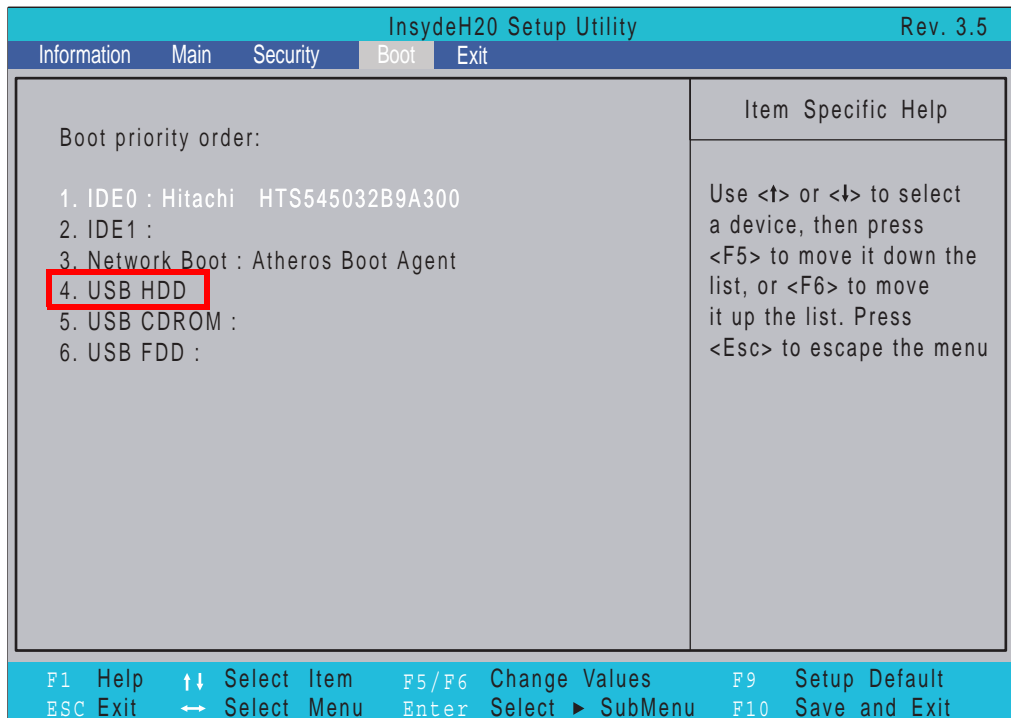 InsydeH20 Setup Utility Rev. 3.5
Information Main Security Boot Exit
Boot priority order:
1. IDE0 : Hitachi HTS545032B9A300
2. IDE1 :
3. Network Boot : Atheros Boot Agent
4. USB HDD
5. USB CDROM :
6. USB FDD :
Item Specific Help
Use <↑> or <↓> to select
a device, then press
<F5> to move it down the
list, or <F6> to move
it up the list. Press
<Esc> to escape the menu
F1 Help ↑↓ Select Item F5/F6 Change Values F9 Setup Default
ESC Exit ↔ Select Menu Enter Select ► SubMenu F10 Save and Exit